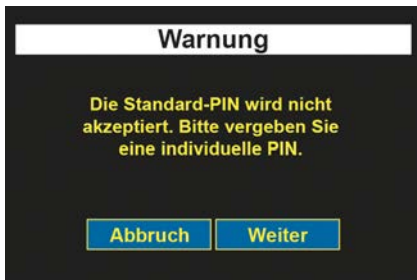 Warnung
Die Standard-PIN wird nicht
akzeptiert. Bitte vergeben Sie
eine individuelle PIN.
Abbruch Weiter